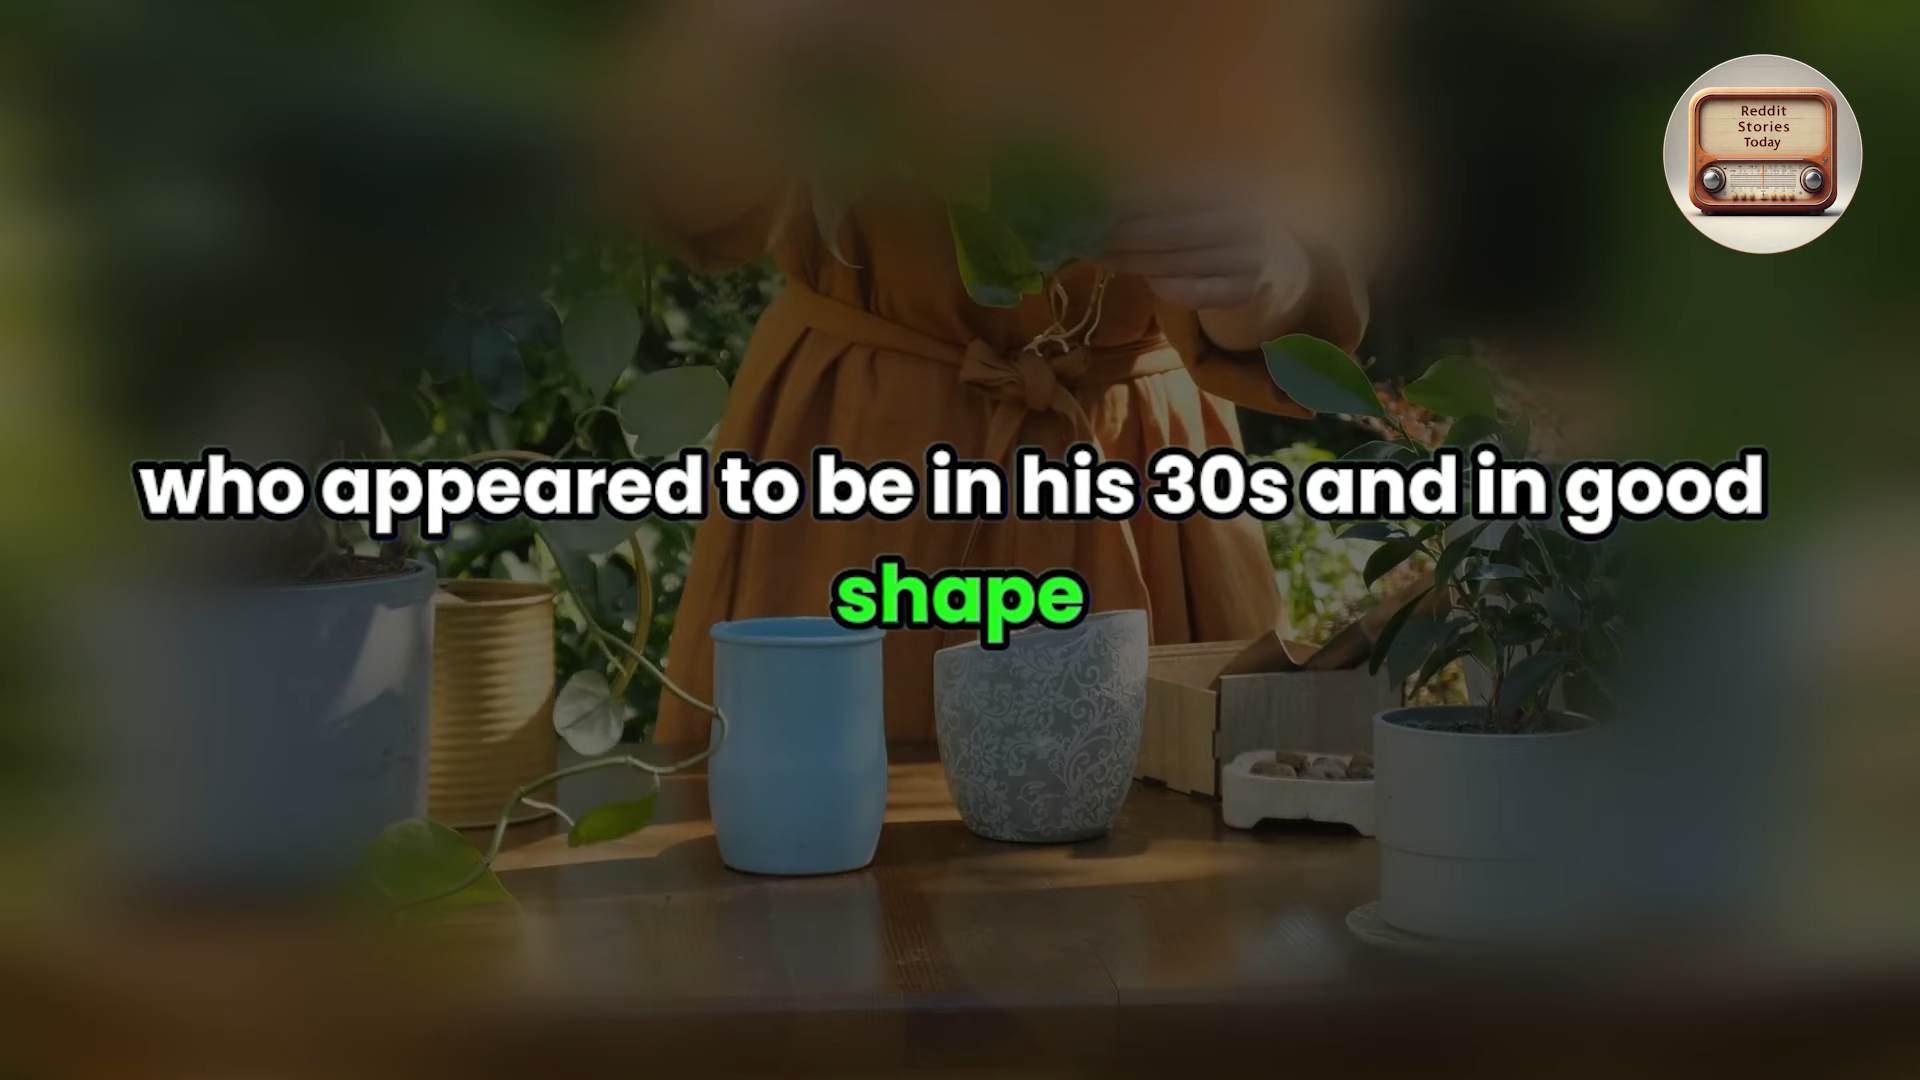 Reddit
Stories
Today
who appeared to be in his 30s and in good
shape